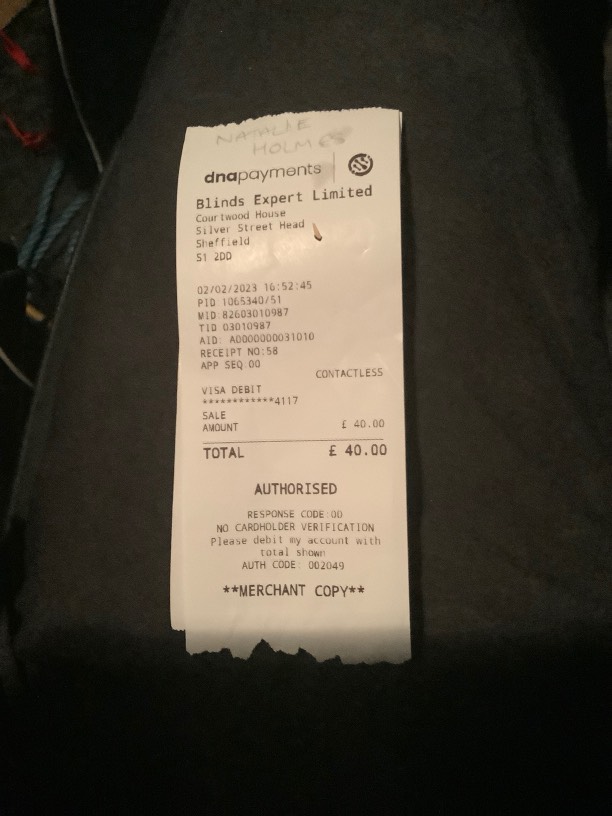 NATALIE
HOLMES
dnapayments
Blinds Expert Limited
Courtwood House
Silver Street Head
Sheffield
S1 2DD
02/02/2023 16:52:45
PID 1065340/51
MID:82603010987
TID 03010987
AID: A0000000031010
RECEIPT NO:58
APP SEQ:00
CONTACTLESS
VISA DEBIT
************4117
SALE
AMOUNT £ 40.00
TOTAL £ 40.00
AUTHORISED
RESPONSE CODE:00
NO CARDHOLDER VERIFICATION
Please debit my account with
total shown
AUTH CODE: 002049
**MERCHANT COPY**